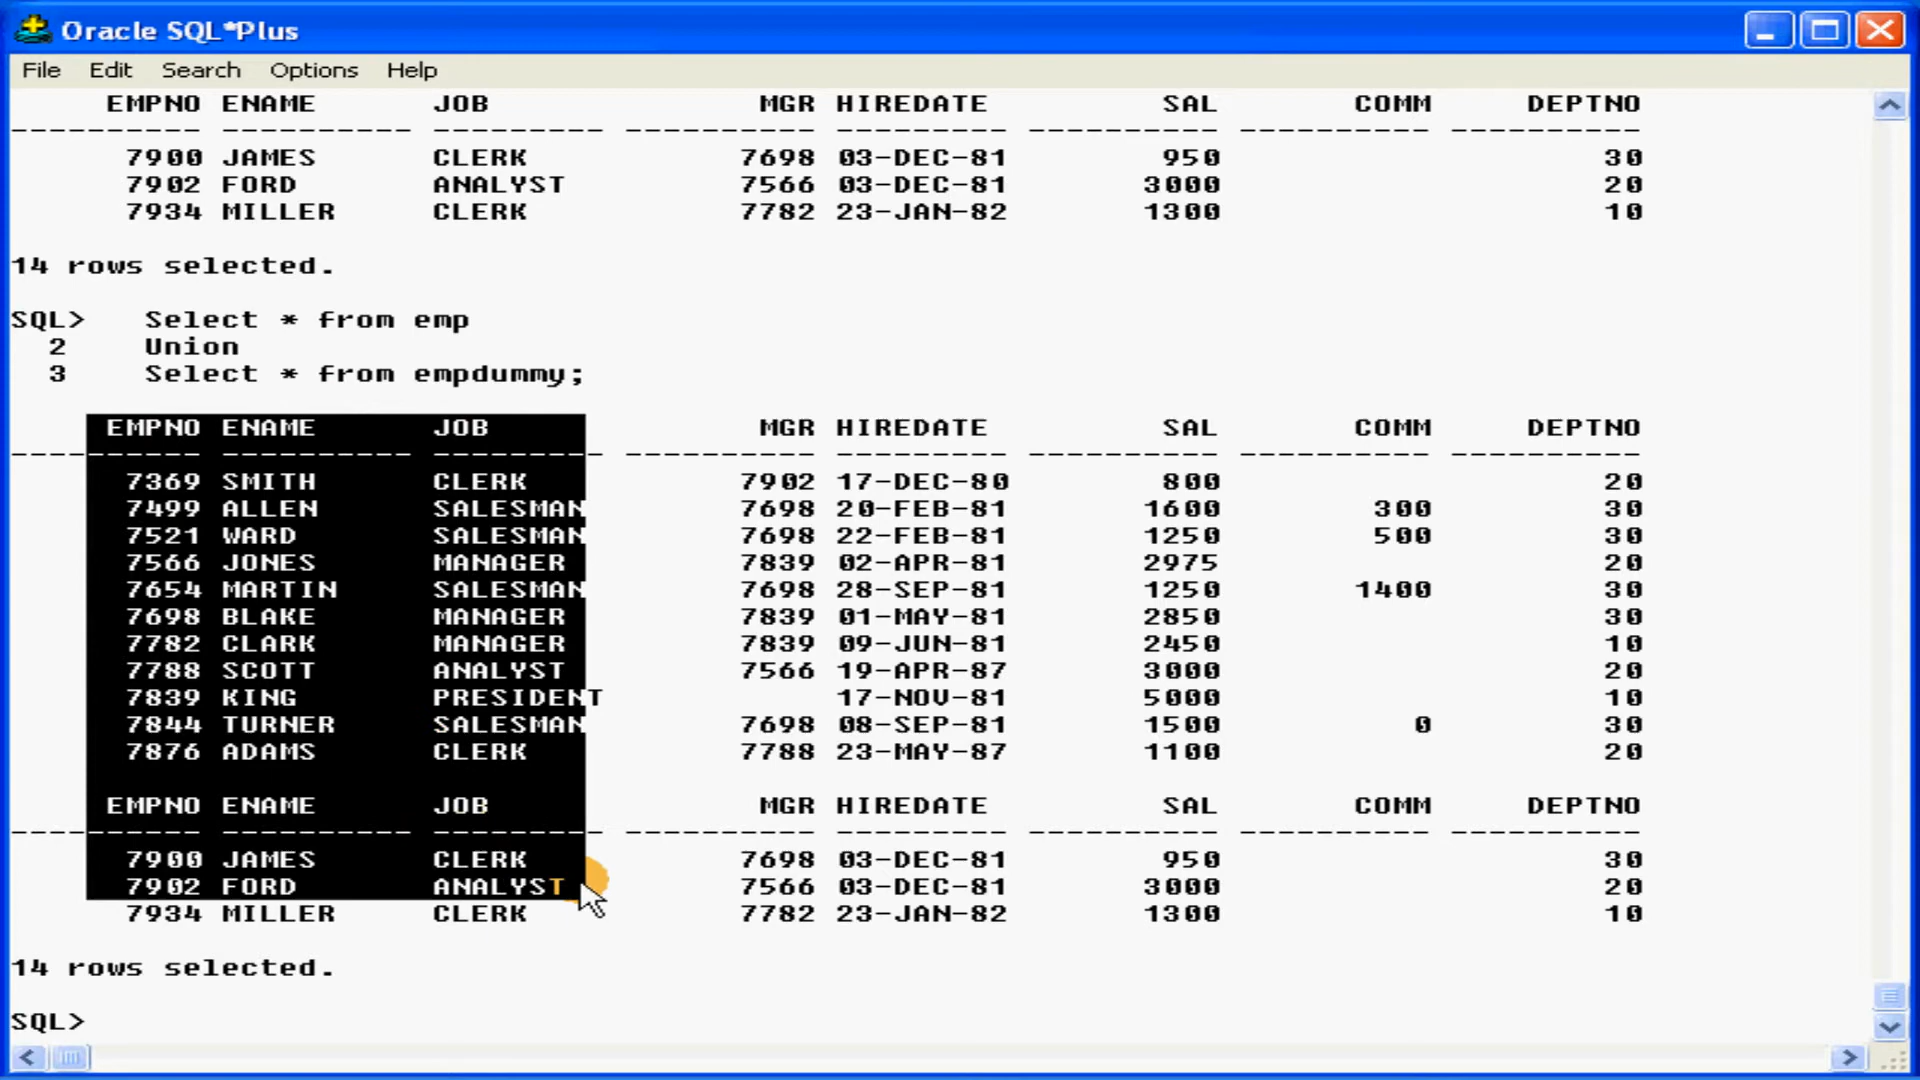 Oracle SQL*Plus
File Edit Search Options Help
EMPNO ENAME JOB MGR HIREDATE SAL COMM DEPTNO
---------- ---------- --------- ---------- --------- ---------- ---------- ----------
7900 JAMES CLERK 7698 03-DEC-81 950 30
7902 FORD ANALYST 7566 03-DEC-81 3000 20
7934 MILLER CLERK 7782 23-JAN-82 1300 10
14 rows selected.
SQL> Select * from emp
2 Union
3 Select * from empdummy;
EMPNO ENAME JOB MGR HIREDATE SAL COMM DEPTNO
---------- ---------- --------- ---------- --------- ---------- ---------- ----------
7369 SMITH CLERK 7902 17-DEC-80 800 20
7499 ALLEN SALESMAN 7698 20-FEB-81 1600 300 30
7521 WARD SALESMAN 7698 22-FEB-81 1250 500 30
7566 JONES MANAGER 7839 02-APR-81 2975 20
7654 MARTIN SALESMAN 7698 28-SEP-81 1250 1400 30
7698 BLAKE MANAGER 7839 01-MAY-81 2850 30
7782 CLARK MANAGER 7839 09-JUN-81 2450 10
7788 SCOTT ANALYST 7566 19-APR-87 3000 20
7839 KING PRESIDENT 17-NOV-81 5000 10
7844 TURNER SALESMAN 7698 08-SEP-81 1500 0 30
7876 ADAMS CLERK 7788 23-MAY-87 1100 20
EMPNO ENAME JOB MGR HIREDATE SAL COMM DEPTNO
---------- ---------- --------- ---------- --------- ---------- ---------- ----------
7900 JAMES CLERK 7698 03-DEC-81 950 30
7902 FORD ANALYST 7566 03-DEC-81 3000 20
7934 MILLER CLERK 7782 23-JAN-82 1300 10
14 rows selected.
SQL>